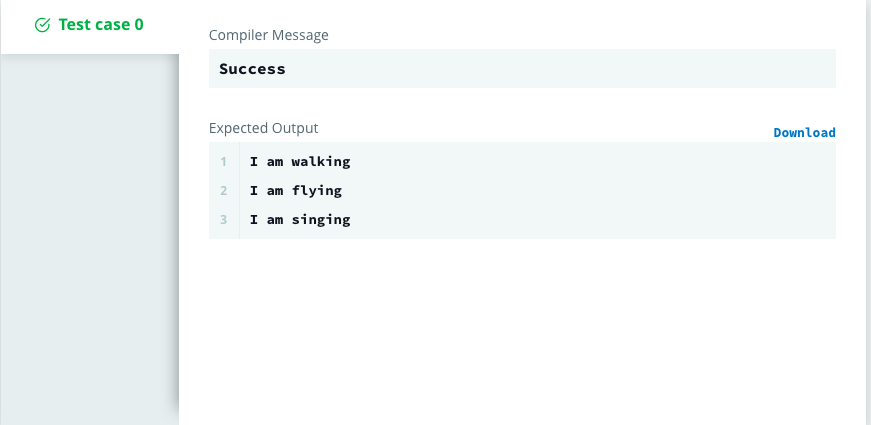 Test case 0
Compiler Message
Success
Expected Output
Download
1 I am walking
2 I am flying
3 I am singing